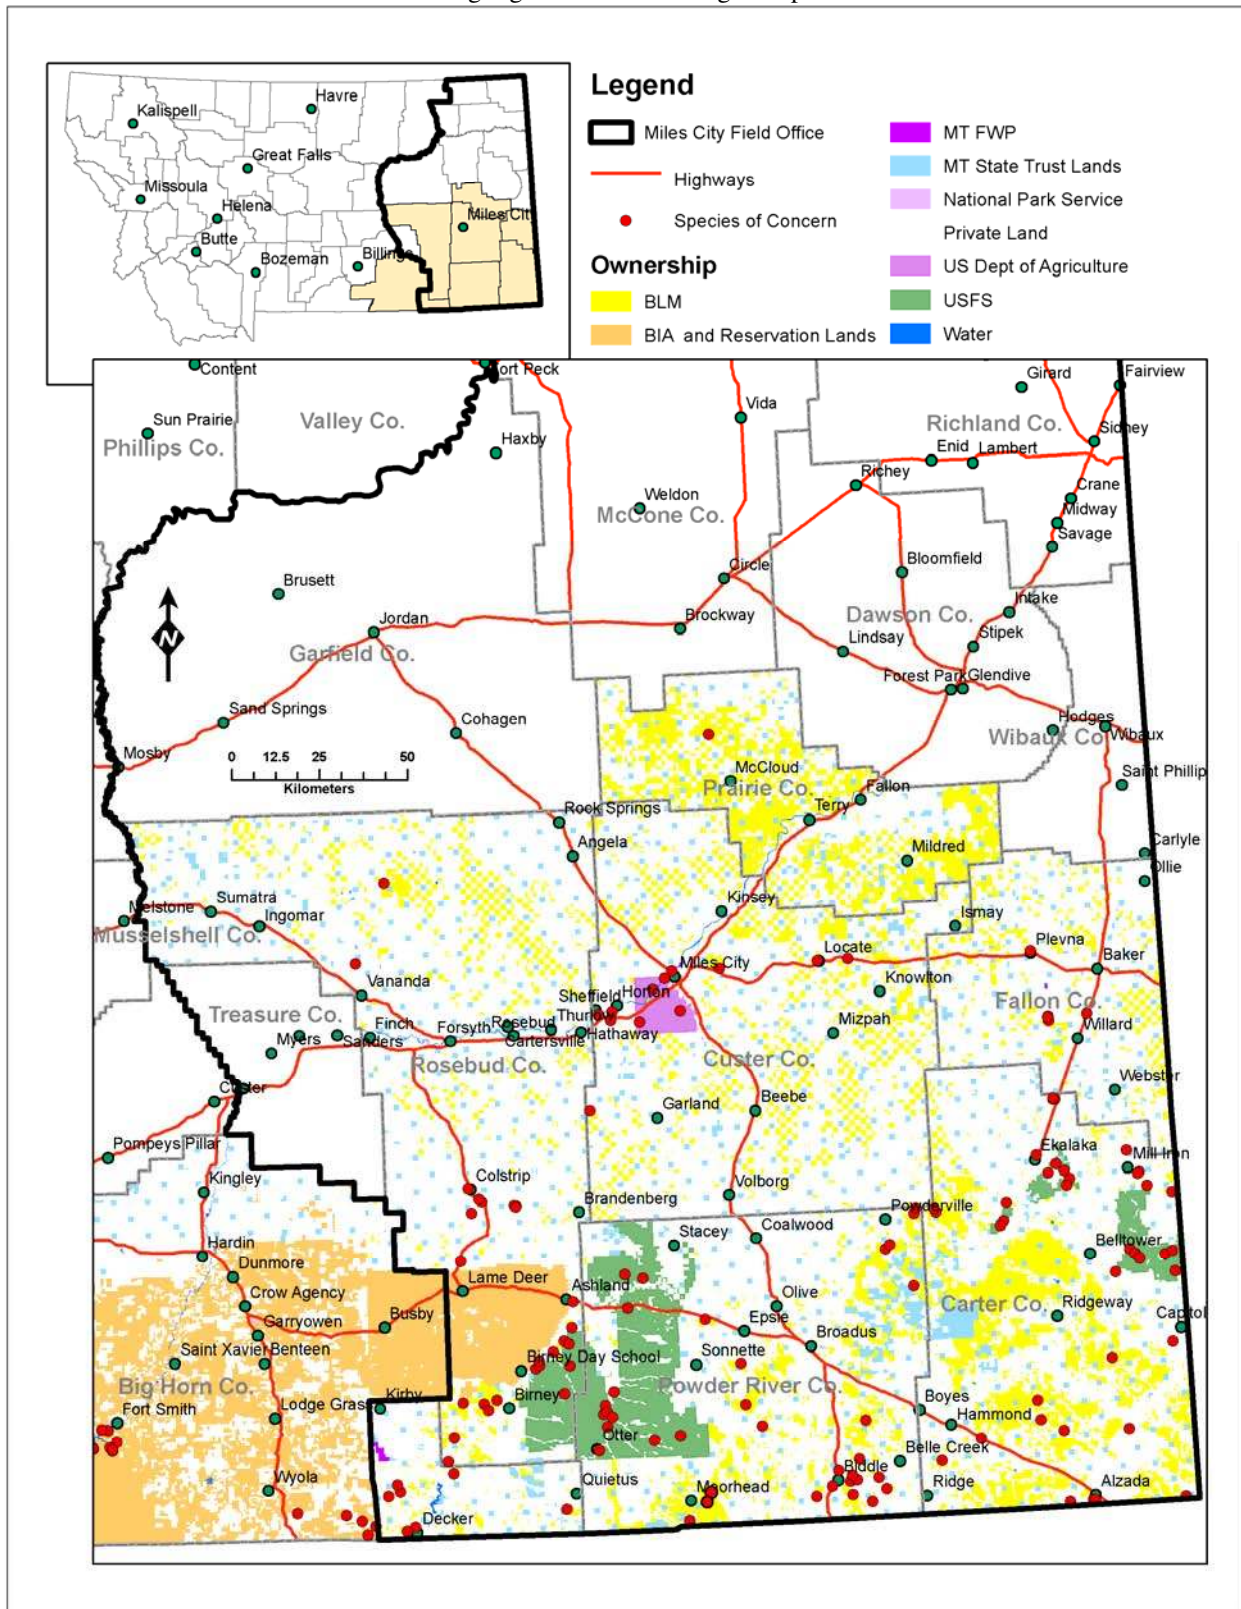 Legend
Miles City Field Office
Highways
Species of Concern
Ownership
BLM
BIA and Reservation Lands
MT FWP
MT State Trust Lands
National Park Service
Private Land
US Dept of Agriculture
USFS
Water
Kalispell
Havre
Great Falls
Missoula
Helena
Miles Cit
Butte
Bozeman
Billings
Content
ort Peck
Girard
Fairview
Sun Prairie
Valley Co.
Vida
Richland Co.
Phillips Co.
Haxby
Sidney
Enid
Lambert
Richey
Crane
Weldon
Midway
McCone Co.
Savage
Circle
Bloomfield
Brusett
Intake
Jordan
Brockway
Dawson Co.
Garfield Co.
Lindsay
Stipek
N
Forest Park
Glendive
Sand Springs
Cohagen
Hodges
Wibaux Co
Wibaux
Mosby
0 12.5 25 50
Kilometers
McCloud
Prairie Co.
Fallon
Saint Phillip
Rock Springs
Terry
Angela
Mildred
Carlyle
Ollie
Melstone
Sumatra
Ingomar
Kinsey
Ismay
Musselshell Co.
Locate
Plevna
Vananda
Miles City
Knowlton
Baker
Sheffield
Horton
Fallon Co.
Treasure Co.
Finch
Forsyth
Rosebud
Thurlow
Mizpah
Willard
Myers
Sanders
Cartersville
Hathaway
Rosebud Co.
Custer Co.
Custer
Garland
Beebe
Webster
Pompeys Pillar
Ekalaka
Mill Iron
Kingley
Colstrip
Brandenberg
Volborg
Powderville
Hardin
Stacey
Coalwood
Belltower
Dunmore
Lame Deer
Ashland
Crow Agency
Busby
Olive
Carter Co.
Ridgeway
Capitol
Garryowen
Epsie
Broadus
Saint Xavier
Benteen
Birney Day School
Sonnette
Big Horn Co.
Powder River Co.
Fort Smith
Lodge Grass
Kirby
Birney
Boyes
Hammond
Otter
Belle Creek
Wyola
Quietus
Moorhead
Biddle
Ridge
Alzada
Decker